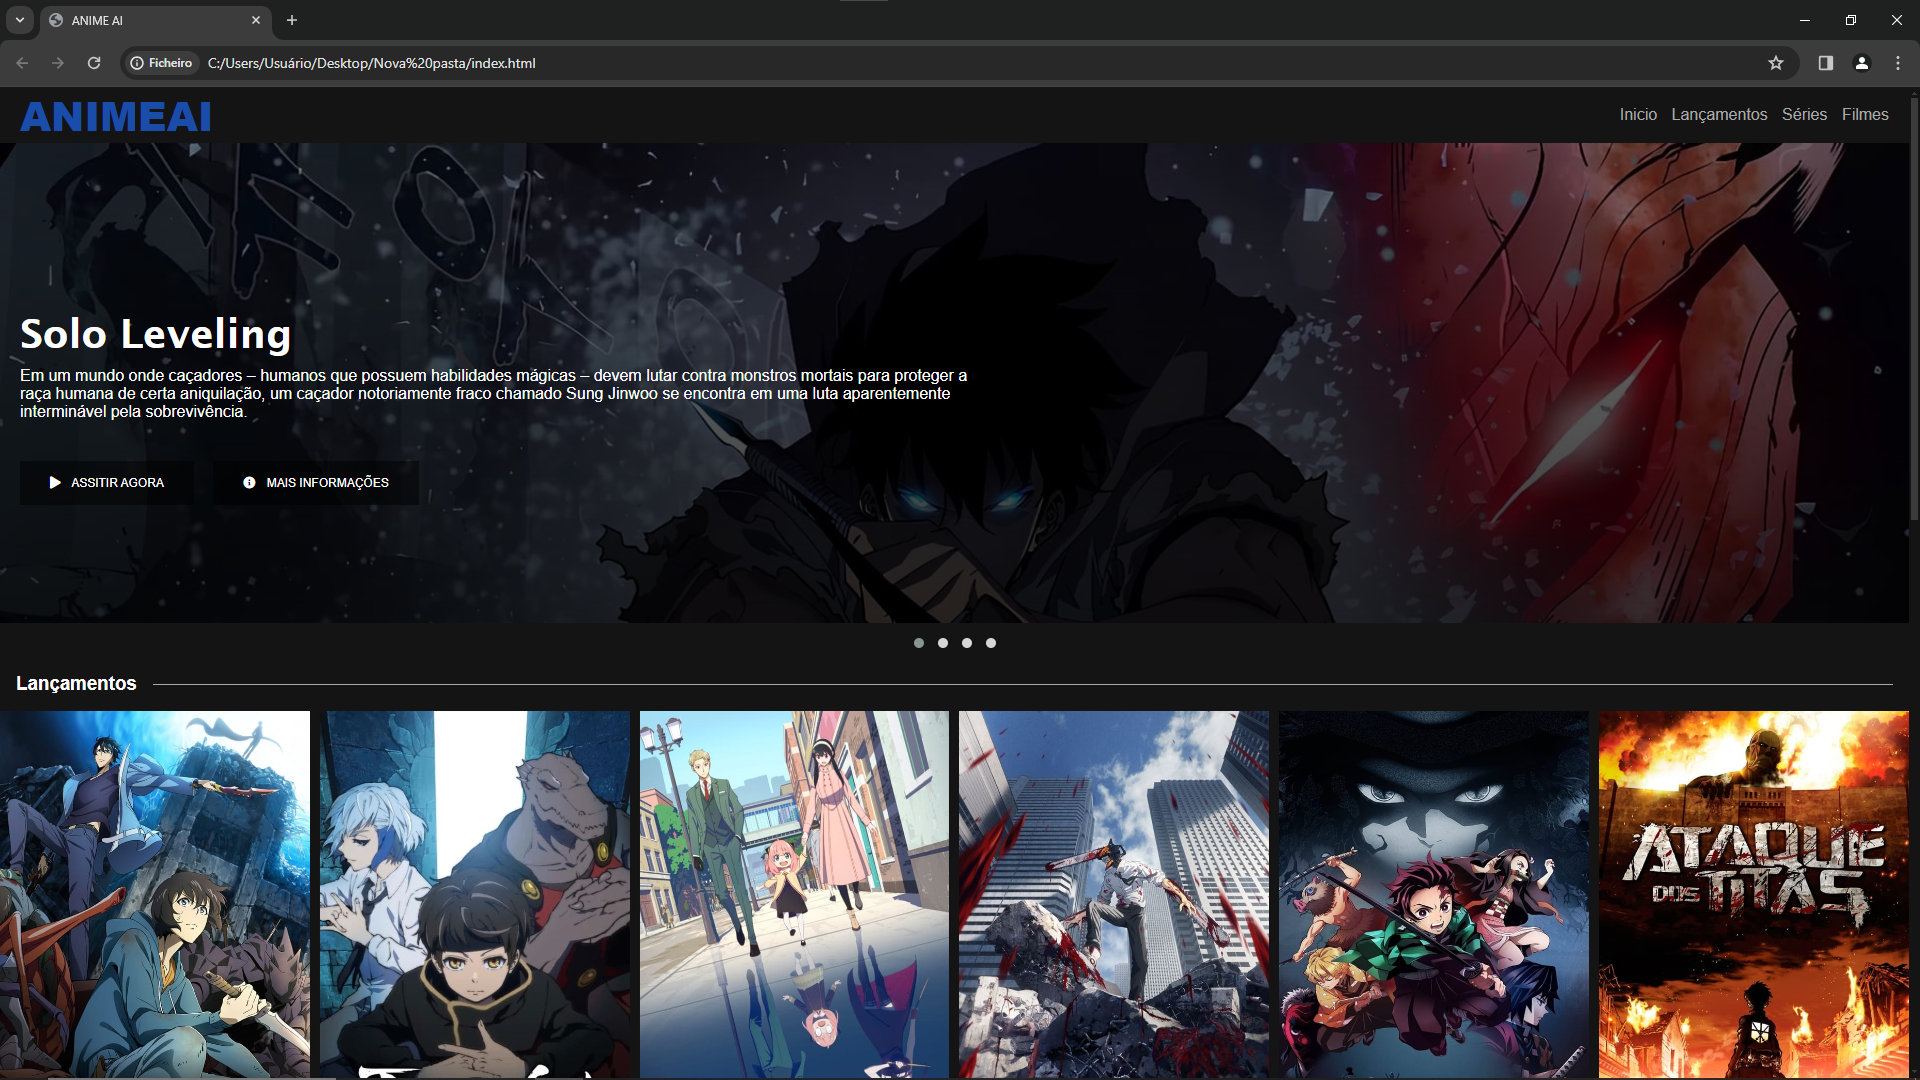 ANIME AI
Ficheiro C:/Users/Usuário/Desktop/Nova%20pasta/index.html
ANIMEAI
Inicio Lançamentos Séries Filmes
Solo Leveling
Em um mundo onde caçadores – humanos que possuem habilidades mágicas – devem lutar contra monstros mortais para proteger a
raça humana de certa aniquilação, um caçador notoriamente fraco chamado Sung Jinwoo se encontra em uma luta aparentemente
interminável pela sobrevivência.
ASSITIR AGORA MAIS INFORMAÇÕES
Lançamentos
ATAQUE
DOS TITAS